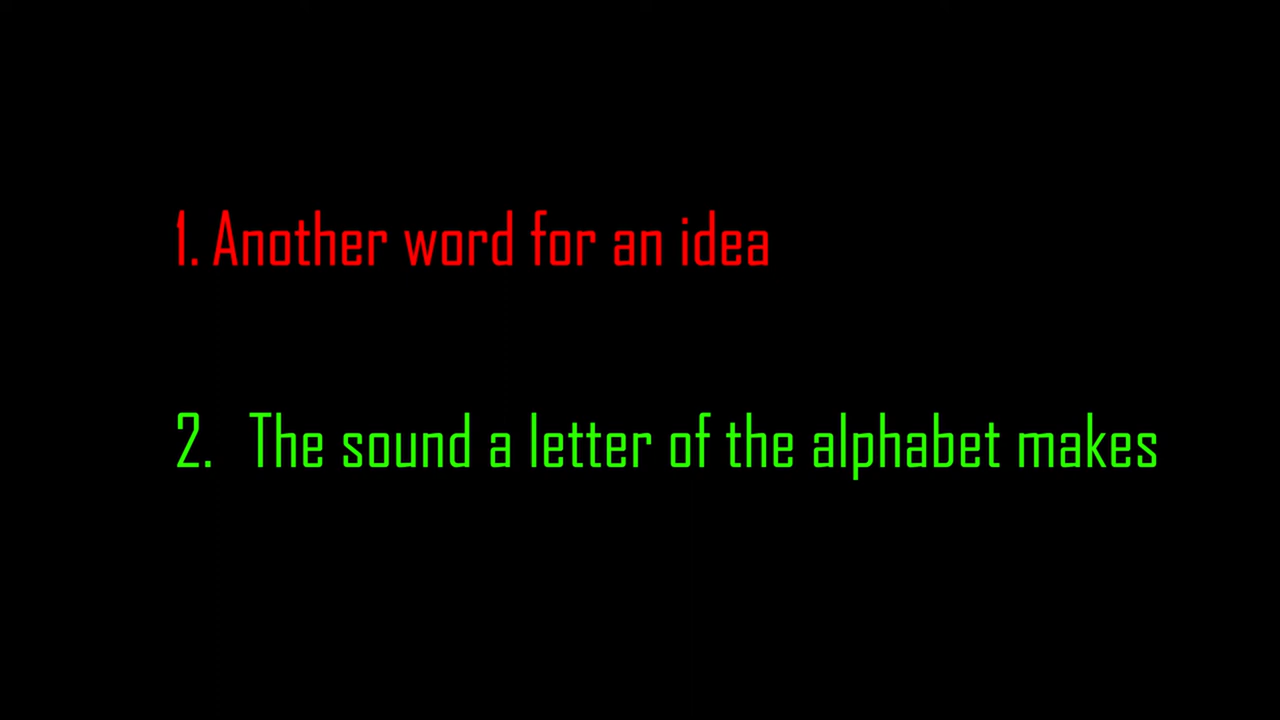 1. Another word for an idea
2. The sound a letter of the alphabet makes